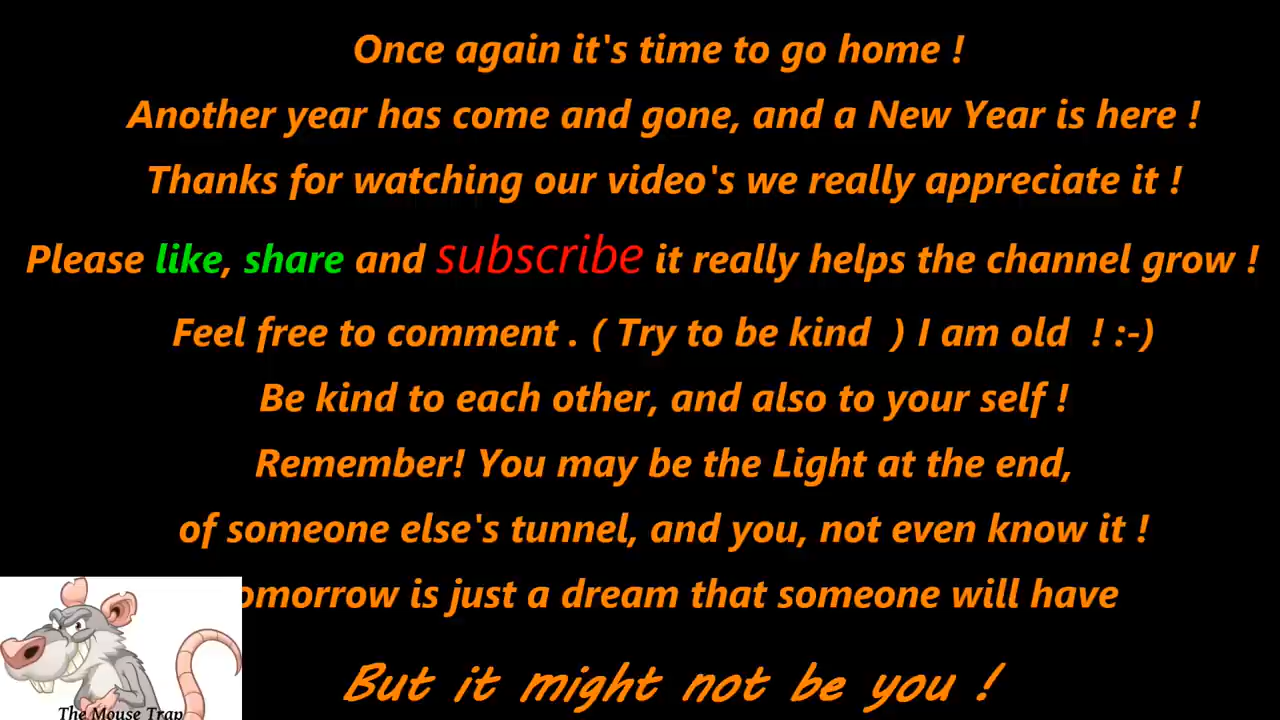 Once again it's time to go home !
Another year has come and gone, and a New Year is here !
Thanks for watching our video's we really appreciate it !
Please like, share and subscribe it really helps the channel grow !
Feel free to comment . ( Try to be kind  ) I am old  ! :-)
Be kind to each other, and also to your self !
Remember! You may be the Light at the end,
of someone else's tunnel, and you, not even know it !
omorrow is just a dream that someone will have
But it might not be you !
The Mouse Trap